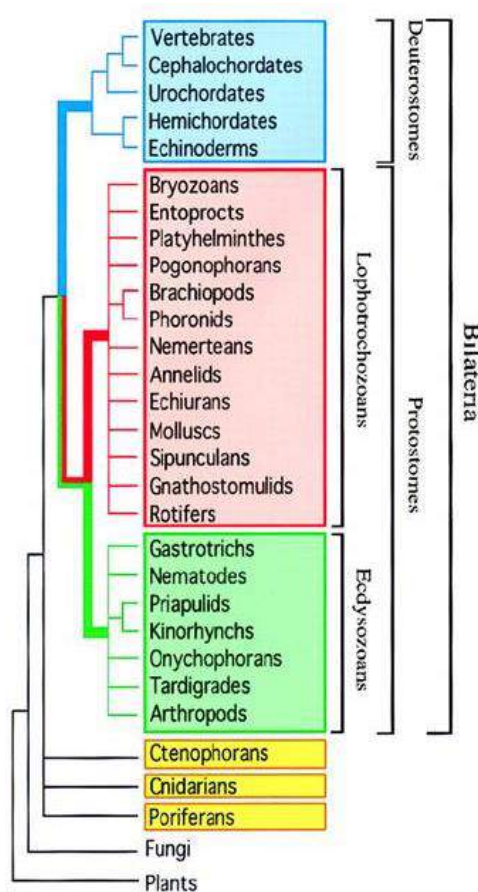 Vertebrates
Cephalochordates
Urochordates
Hemichordates
Echinoderms
Deuterostomes
Bryozoans
Entoprocts
Platyhelminthes
Pogonophorans
Brachiopods
Phoronids
Nemerteans
Annelids
Echiurans
Molluscs
Sipunculans
Gnathostomulids
Rotifers
Lophotrochozoans
Gastrotrichs
Nematodes
Priapulids
Kinorhynchs
Onychophorans
Tardigrades
Arthropods
Ecdysozoans
Protostomes
Bilateria
Ctenophorans
Cnidarians
Poriferans
Fungi
Plants